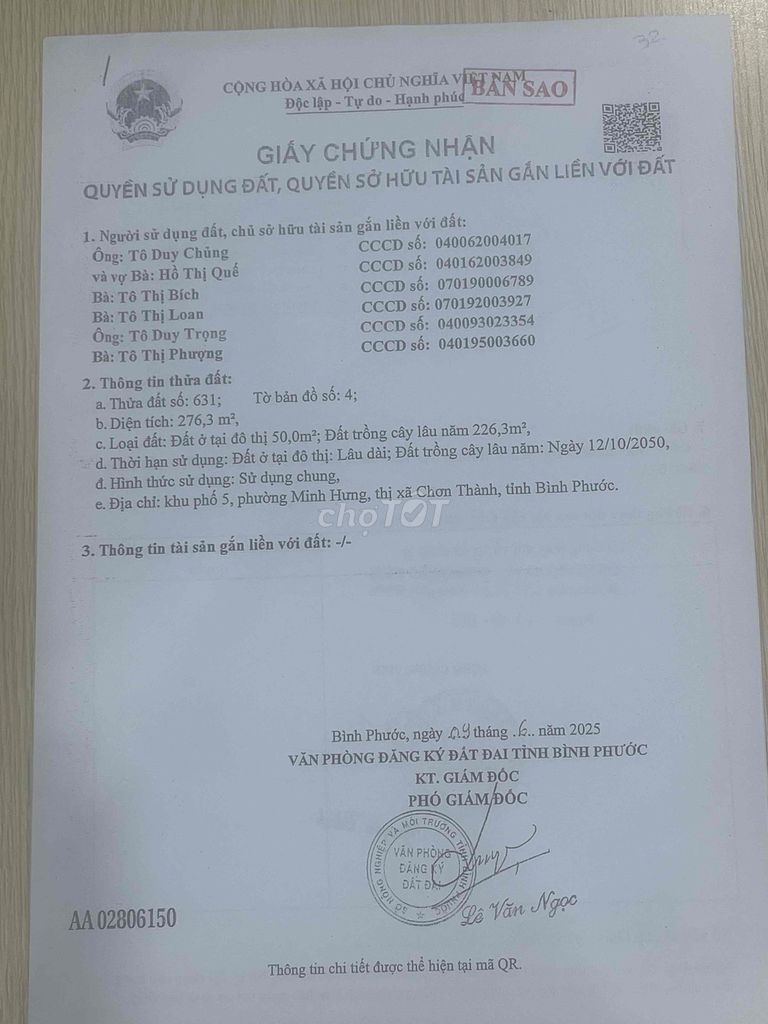 32
CỘNG HÒA XÃ HỘI CHỦ NGHĨA VIỆT NAM
BẢN SAO
Độc lập - Tự do - Hạnh phúc
GIẤY CHỨNG NHẬN
QUYỀN SỬ DỤNG ĐẤT, QUYỀN SỞ HỮU TÀI SẢN GẮN LIỀN VỚI ĐẤT
1. Người sử dụng đất, chủ sở hữu tài sản gắn liền với đất:
Ông: Tô Duy Chủng CCCD số: 040062004017
và vợ Bà: Hồ Thị Quế CCCD số: 040162003849
Bà: Tô Thị Bích CCCD số: 070190006789
Bà: Tô Thị Loan CCCD số: 070192003927
Ông: Tô Duy Trọng CCCD số: 040093023354
Bà: Tô Thị Phượng CCCD số: 040195003660
2. Thông tin thửa đất:
a. Thửa đất số: 631; Tờ bản đồ số: 4;
b. Diện tích: 276,3 m²,
c. Loại đất: Đất ở tại đô thị 50,0m²; Đất trồng cây lâu năm 226,3m²,
d. Thời hạn sử dụng: Đất ở tại đô thị: Lâu dài; Đất trồng cây lâu năm: Ngày 12/10/2050,
đ. Hình thức sử dụng: Sử dụng chung,
e. Địa chỉ: khu phố 5, phường Minh Hưng, thị xã Chơn Thành, tỉnh Bình Phước.
chợTỐT
3. Thông tin tài sản gắn liền với đất: -/-
Bình Phước, ngày 09 tháng .6.. năm 2025
VĂN PHÒNG ĐĂNG KÝ ĐẤT ĐAI TỈNH BÌNH PHƯỚC
KT. GIÁM ĐỐC
PHÓ GIÁM ĐỐC
SỞ NÔNG NGHIỆP VÀ MÔI TRƯỜNG TỈNH BÌNH PHƯỚC
VĂN PHÒNG
ĐĂNG KÝ
ĐẤT ĐAI
Lê Văn Ngọc
AA 02806150
Thông tin chi tiết được thể hiện tại mã QR.